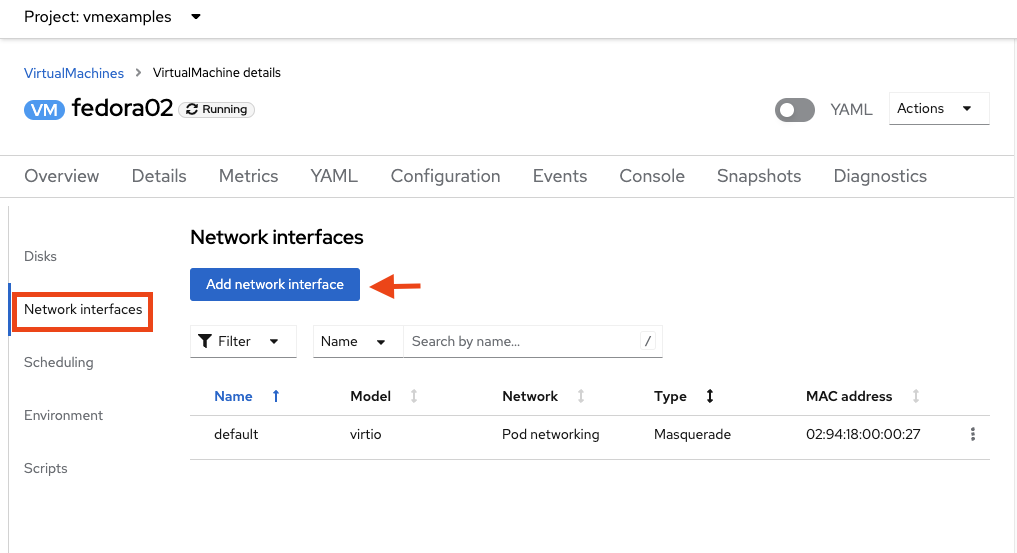 Project: vmexamples
VirtualMachines > VirtualMachine details
VM fedora02 Running
YAML Actions
Overview Details Metrics YAML Configuration Events Console Snapshots Diagnostics
Disks
Network interfaces
Scheduling
Environment
Scripts
Network interfaces
Add network interface
Filter Name Search by name... /
Name Model Network Type MAC address
default virtio Pod networking Masquerade 02:94:18:00:00:27